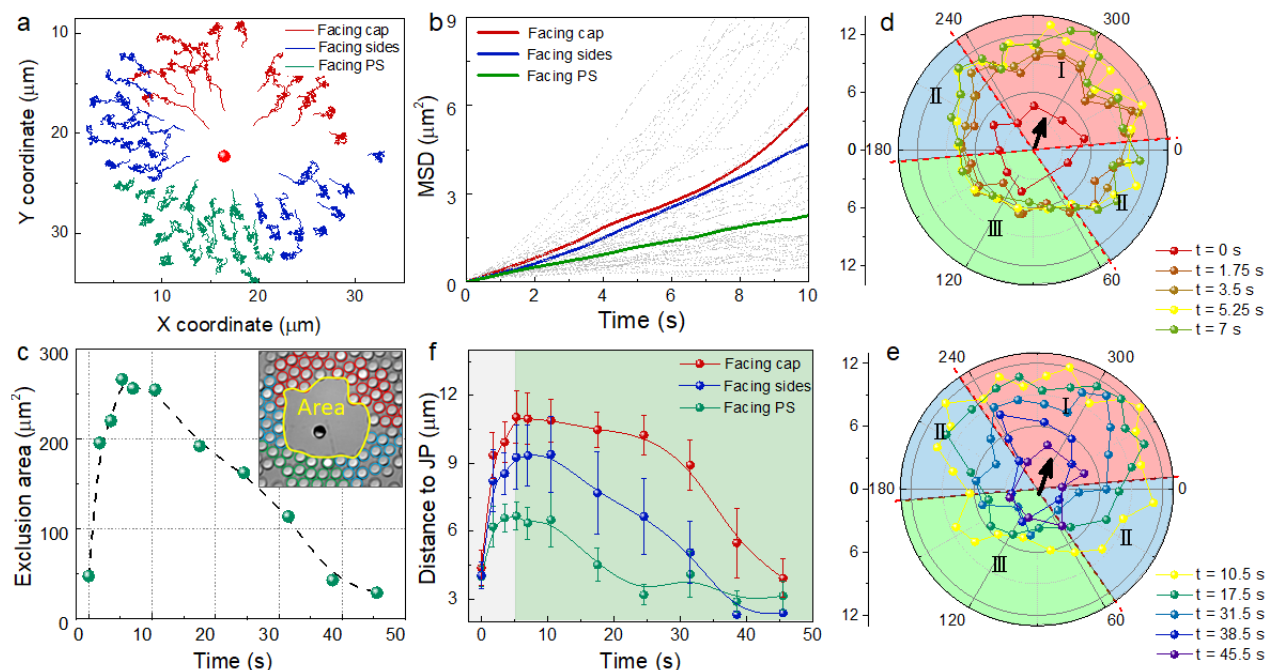 a
Facing cap
Facing sides
Facing PS
10
20
30
Y coordinate (μm)
10
20
30
X coordinate (μm)
b
Facing cap
Facing sides
Facing PS
9
6
3
0
MSD (μm²)
0
2
4
6
8
10
Time (s)
d
240
300
12
6
0
6
12
180
0
120
60
I
II
II
III
t = 0 s
t = 1.75 s
t = 3.5 s
t = 5.25 s
t = 7 s
c
300
200
100
0
Exclusion area (μm²)
Area
0
10
20
30
40
50
Time (s)
f
Facing cap
Facing sides
Facing PS
12
9
6
3
Distance to JP (μm)
0
10
20
30
40
50
Time (s)
e
240
300
12
6
0
6
12
180
0
120
60
I
II
II
III
t = 10.5 s
t = 17.5 s
t = 31.5 s
t = 38.5 s
t = 45.5 s